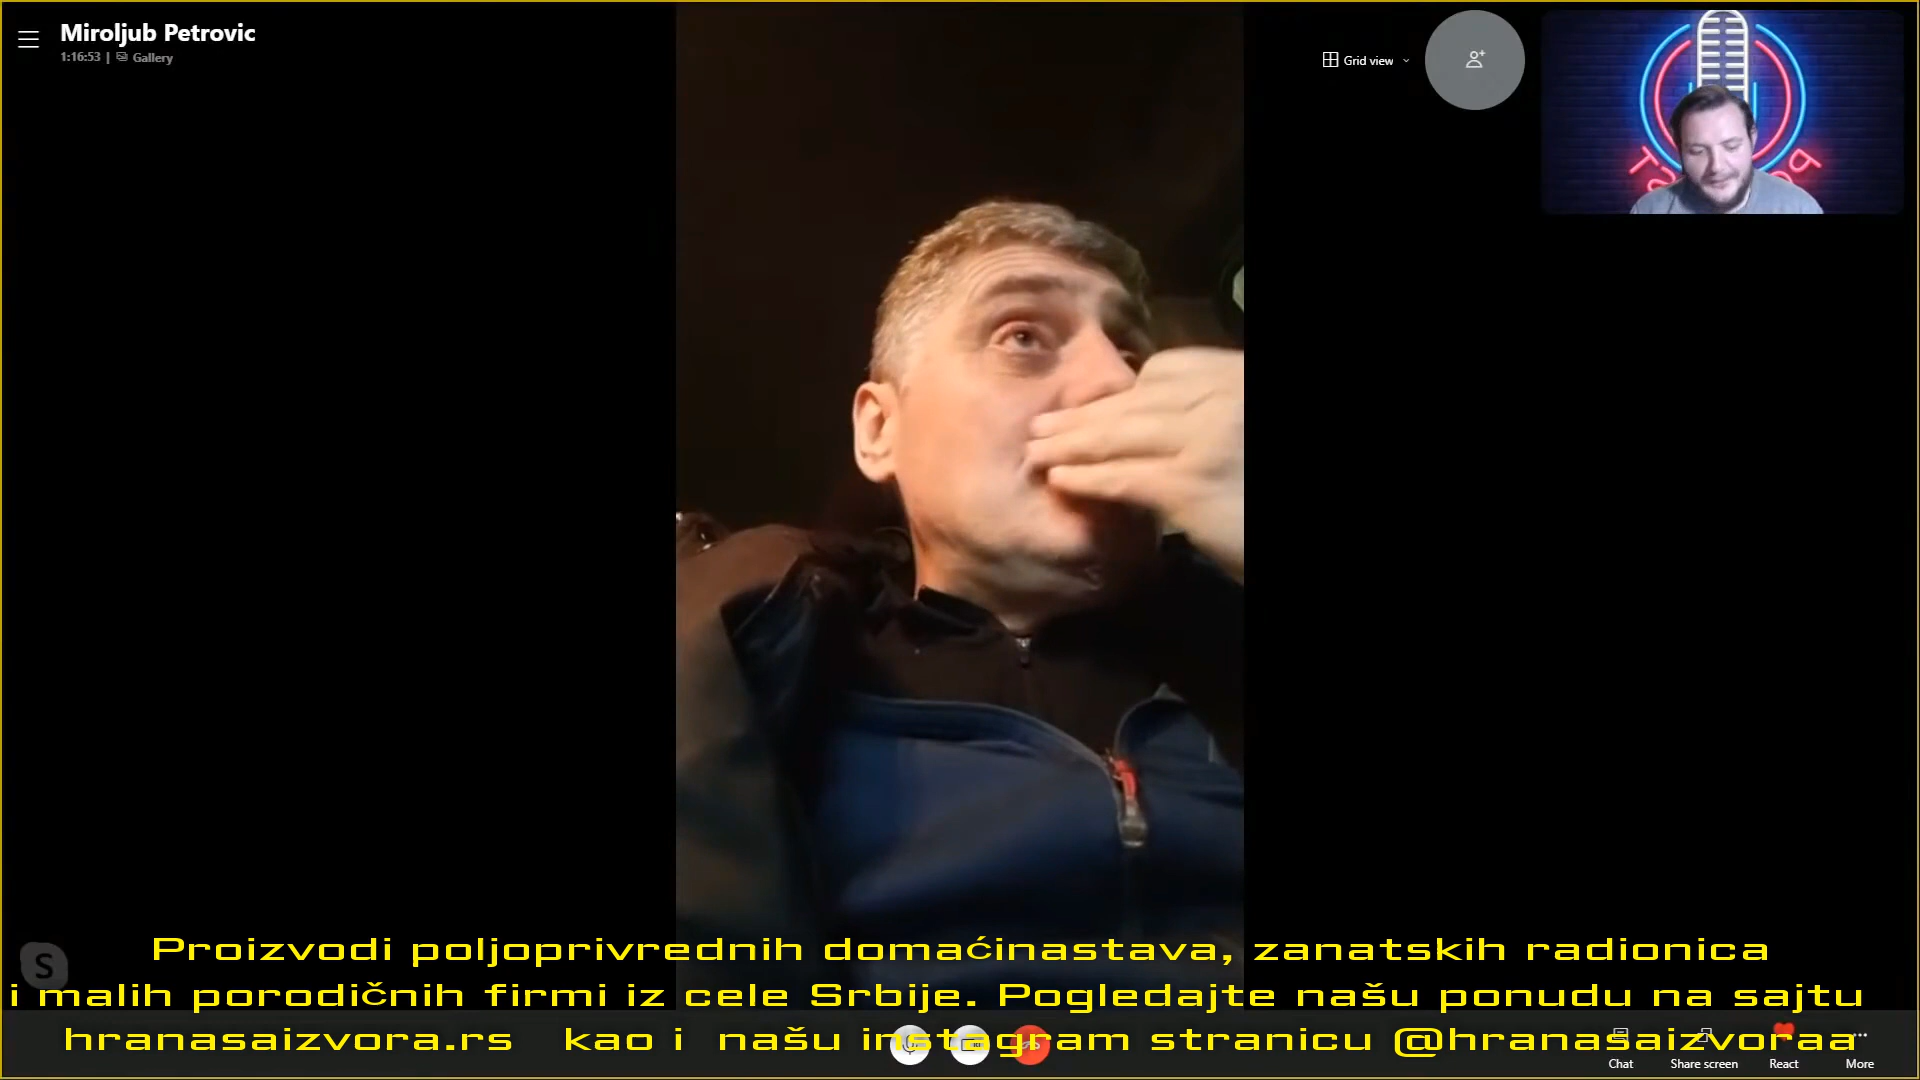 Miroljub Petrovic
1:16:53 | Gallery
Grid view
S
Proizvodi poljoprivrednih domaćinastava, zanatskih radionica
i malih porodičnih firmi iz cele Srbije. Pogledajte našu ponudu na sajtu
hranasaizvora.rs kao i našu instagram stranicu @hranasaizvoraa
Chat
Share screen
React
More